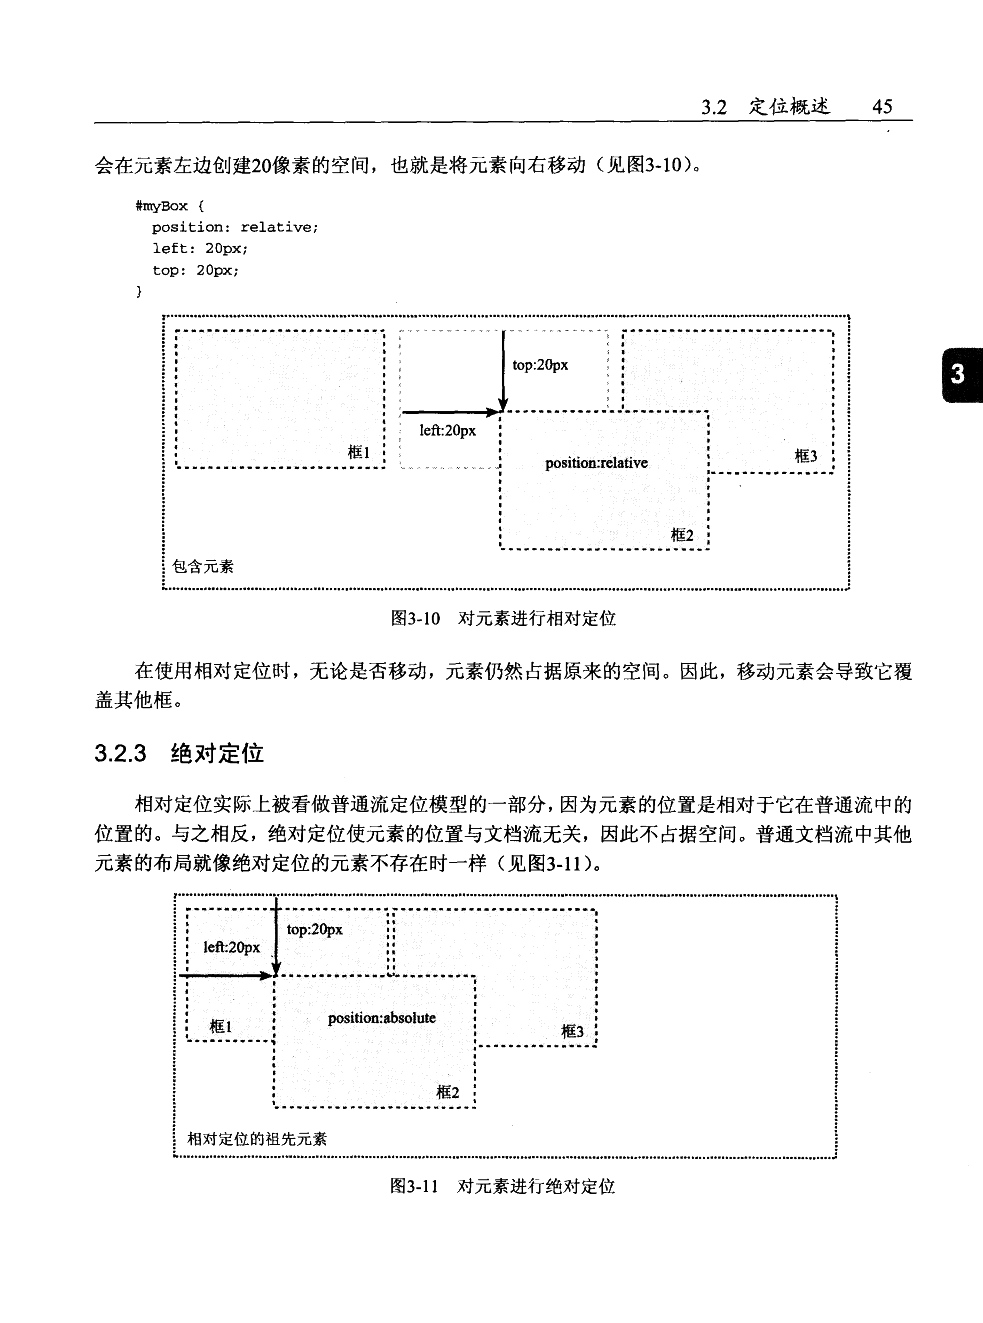 3.2 定位概述 45
会在元素左边创建20像素的空间，也就是将元素向右移动（见图3-10）。
#myBox {
position: relative;
left: 20px;
top: 20px;
}
top:20px
3
left:20px
框1
position:relative
框3
框2
包含元素
图3-10 对元素进行相对定位
在使用相对定位时，无论是否移动，元素仍然占据原来的空间。因此，移动元素会导致它覆
盖其他框。
3.2.3 绝对定位
相对定位实际上被看做普通流定位模型的一部分，因为元素的位置是相对于它在普通流中的
位置的。与之相反，绝对定位使元素的位置与文档流无关，因此不占据空间。普通文档流中其他
元素的布局就像绝对定位的元素不存在时一样（见图3-11）。
top:20px
left:20px
框1
position:absolute
框3
框2
相对定位的祖先元素
图3-11 对元素进行绝对定位